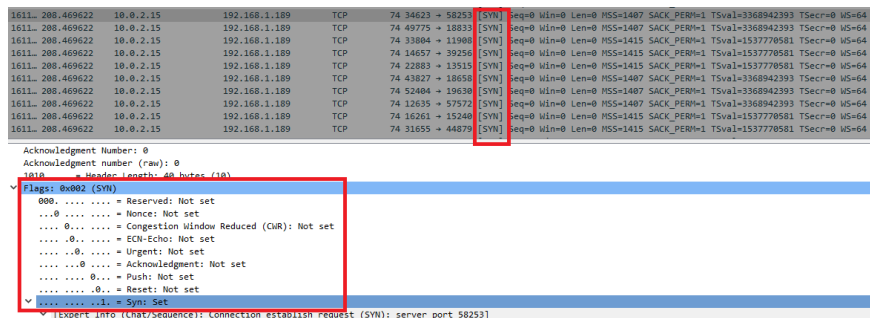 1611… 208.469622 10.0.2.15 192.168.1.189 TCP 74 34623 → 58253 [SYN] Seq=0 Win=0 Len=0 MSS=1407 SACK_PERM=1 TSval=3368942393 TSecr=0 WS=64
1611… 208.469622 10.0.2.15 192.168.1.189 TCP 74 49775 → 18833 [SYN] Seq=0 Win=0 Len=0 MSS=1407 SACK_PERM=1 TSval=3368942393 TSecr=0 WS=64
1611… 208.469622 10.0.2.15 192.168.1.189 TCP 74 33804 → 11908 [SYN] Seq=0 Win=0 Len=0 MSS=1415 SACK_PERM=1 TSval=1537770581 TSecr=0 WS=64
1611… 208.469622 10.0.2.15 192.168.1.189 TCP 74 14657 → 39256 [SYN] Seq=0 Win=0 Len=0 MSS=1415 SACK_PERM=1 TSval=1537770581 TSecr=0 WS=64
1611… 208.469622 10.0.2.15 192.168.1.189 TCP 74 22883 → 13515 [SYN] Seq=0 Win=0 Len=0 MSS=1415 SACK_PERM=1 TSval=1537770581 TSecr=0 WS=64
1611… 208.469622 10.0.2.15 192.168.1.189 TCP 74 43827 → 18658 [SYN] Seq=0 Win=0 Len=0 MSS=1407 SACK_PERM=1 TSval=3368942393 TSecr=0 WS=64
1611… 208.469622 10.0.2.15 192.168.1.189 TCP 74 52404 → 19630 [SYN] Seq=0 Win=0 Len=0 MSS=1407 SACK_PERM=1 TSval=3368942393 TSecr=0 WS=64
1611… 208.469622 10.0.2.15 192.168.1.189 TCP 74 12635 → 57572 [SYN] Seq=0 Win=0 Len=0 MSS=1407 SACK_PERM=1 TSval=3368942393 TSecr=0 WS=64
1611… 208.469622 10.0.2.15 192.168.1.189 TCP 74 16261 → 15240 [SYN] Seq=0 Win=0 Len=0 MSS=1415 SACK_PERM=1 TSval=1537770581 TSecr=0 WS=64
1611… 208.469622 10.0.2.15 192.168.1.189 TCP 74 31655 → 44879 [SYN] Seq=0 Win=0 Len=0 MSS=1415 SACK_PERM=1 TSval=1537770581 TSecr=0 WS=64
Acknowledgment Number: 0
Acknowledgment number (raw): 0
1010 .... = Header Length: 40 bytes (10)
Flags: 0x002 (SYN)
000. .... .... = Reserved: Not set
...0 .... .... = Nonce: Not set
.... 0... .... = Congestion Window Reduced (CWR): Not set
.... .0.. .... = ECN-Echo: Not set
.... ..0. .... = Urgent: Not set
.... ...0 .... = Acknowledgment: Not set
.... .... 0... = Push: Not set
.... .... .0.. = Reset: Not set
.... .... ..1. = Syn: Set
[Expert Info (Chat/Sequence): Connection establish request (SYN): server port 58253]